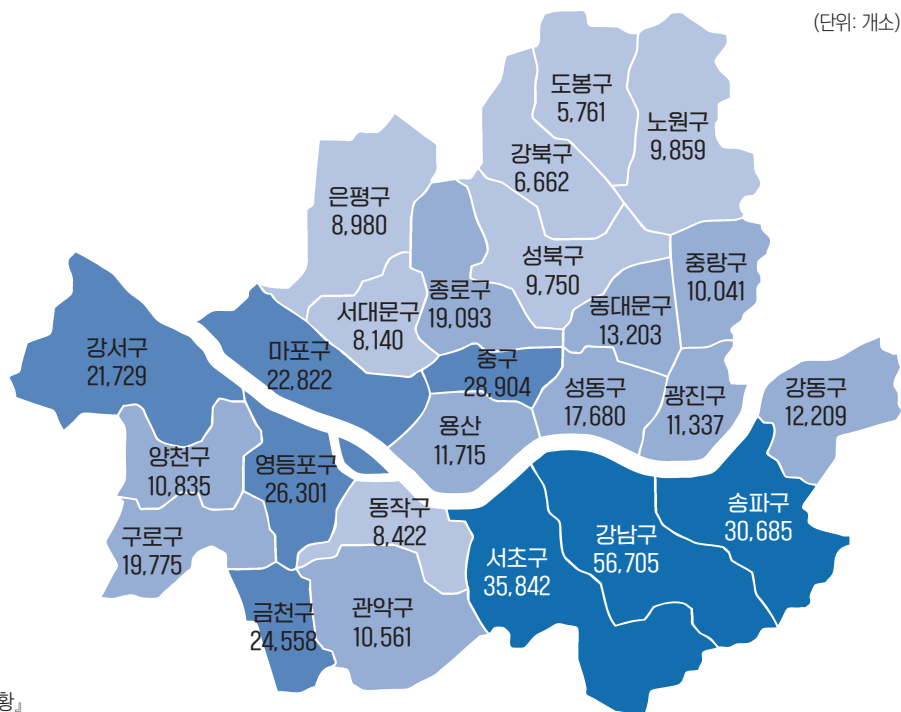 (단위: 개소)
도봉구
5,761
노원구
9,859
강북구
6,662
은평구
8,980
성북구
9,750
중랑구
10,041
종로구
19,093
동대문구
13,203
서대문구
8,140
강서구
21,729
마포구
22,822
중구
28,904
성동구
17,680
광진구
11,337
강동구
12,209
용산
11,715
양천구
10,835
영등포구
26,301
동작구
8,422
송파구
30,685
구로구
19,775
서초구
35,842
강남구
56,705
금천구
24,558
관악구
10,561
황』